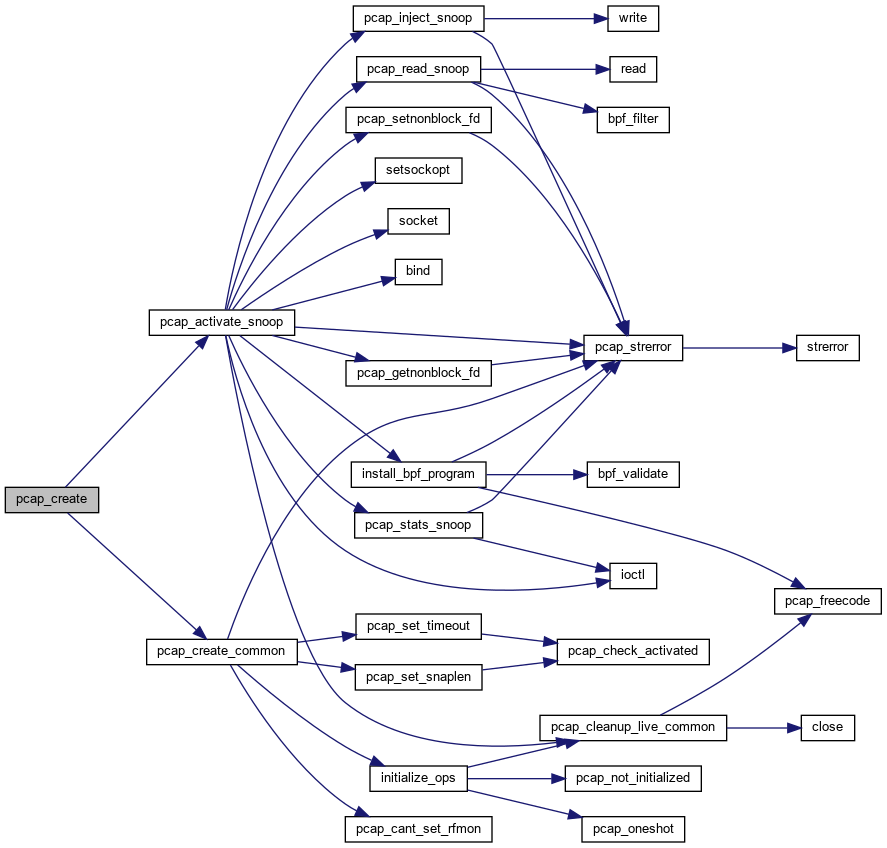 pcap_inject_snoop
write
pcap_read_snoop
read
pcap_setnonblock_fd
bpf_filter
setsockopt
socket
bind
pcap_activate_snoop
pcap_strerror
strerror
pcap_getnonblock_fd
install_bpf_program
bpf_validate
pcap_create
pcap_stats_snoop
ioctl
pcap_freecode
pcap_set_timeout
pcap_create_common
pcap_check_activated
pcap_set_snaplen
pcap_cleanup_live_common
close
initialize_ops
pcap_not_initialized
pcap_cant_set_rfmon
pcap_oneshot